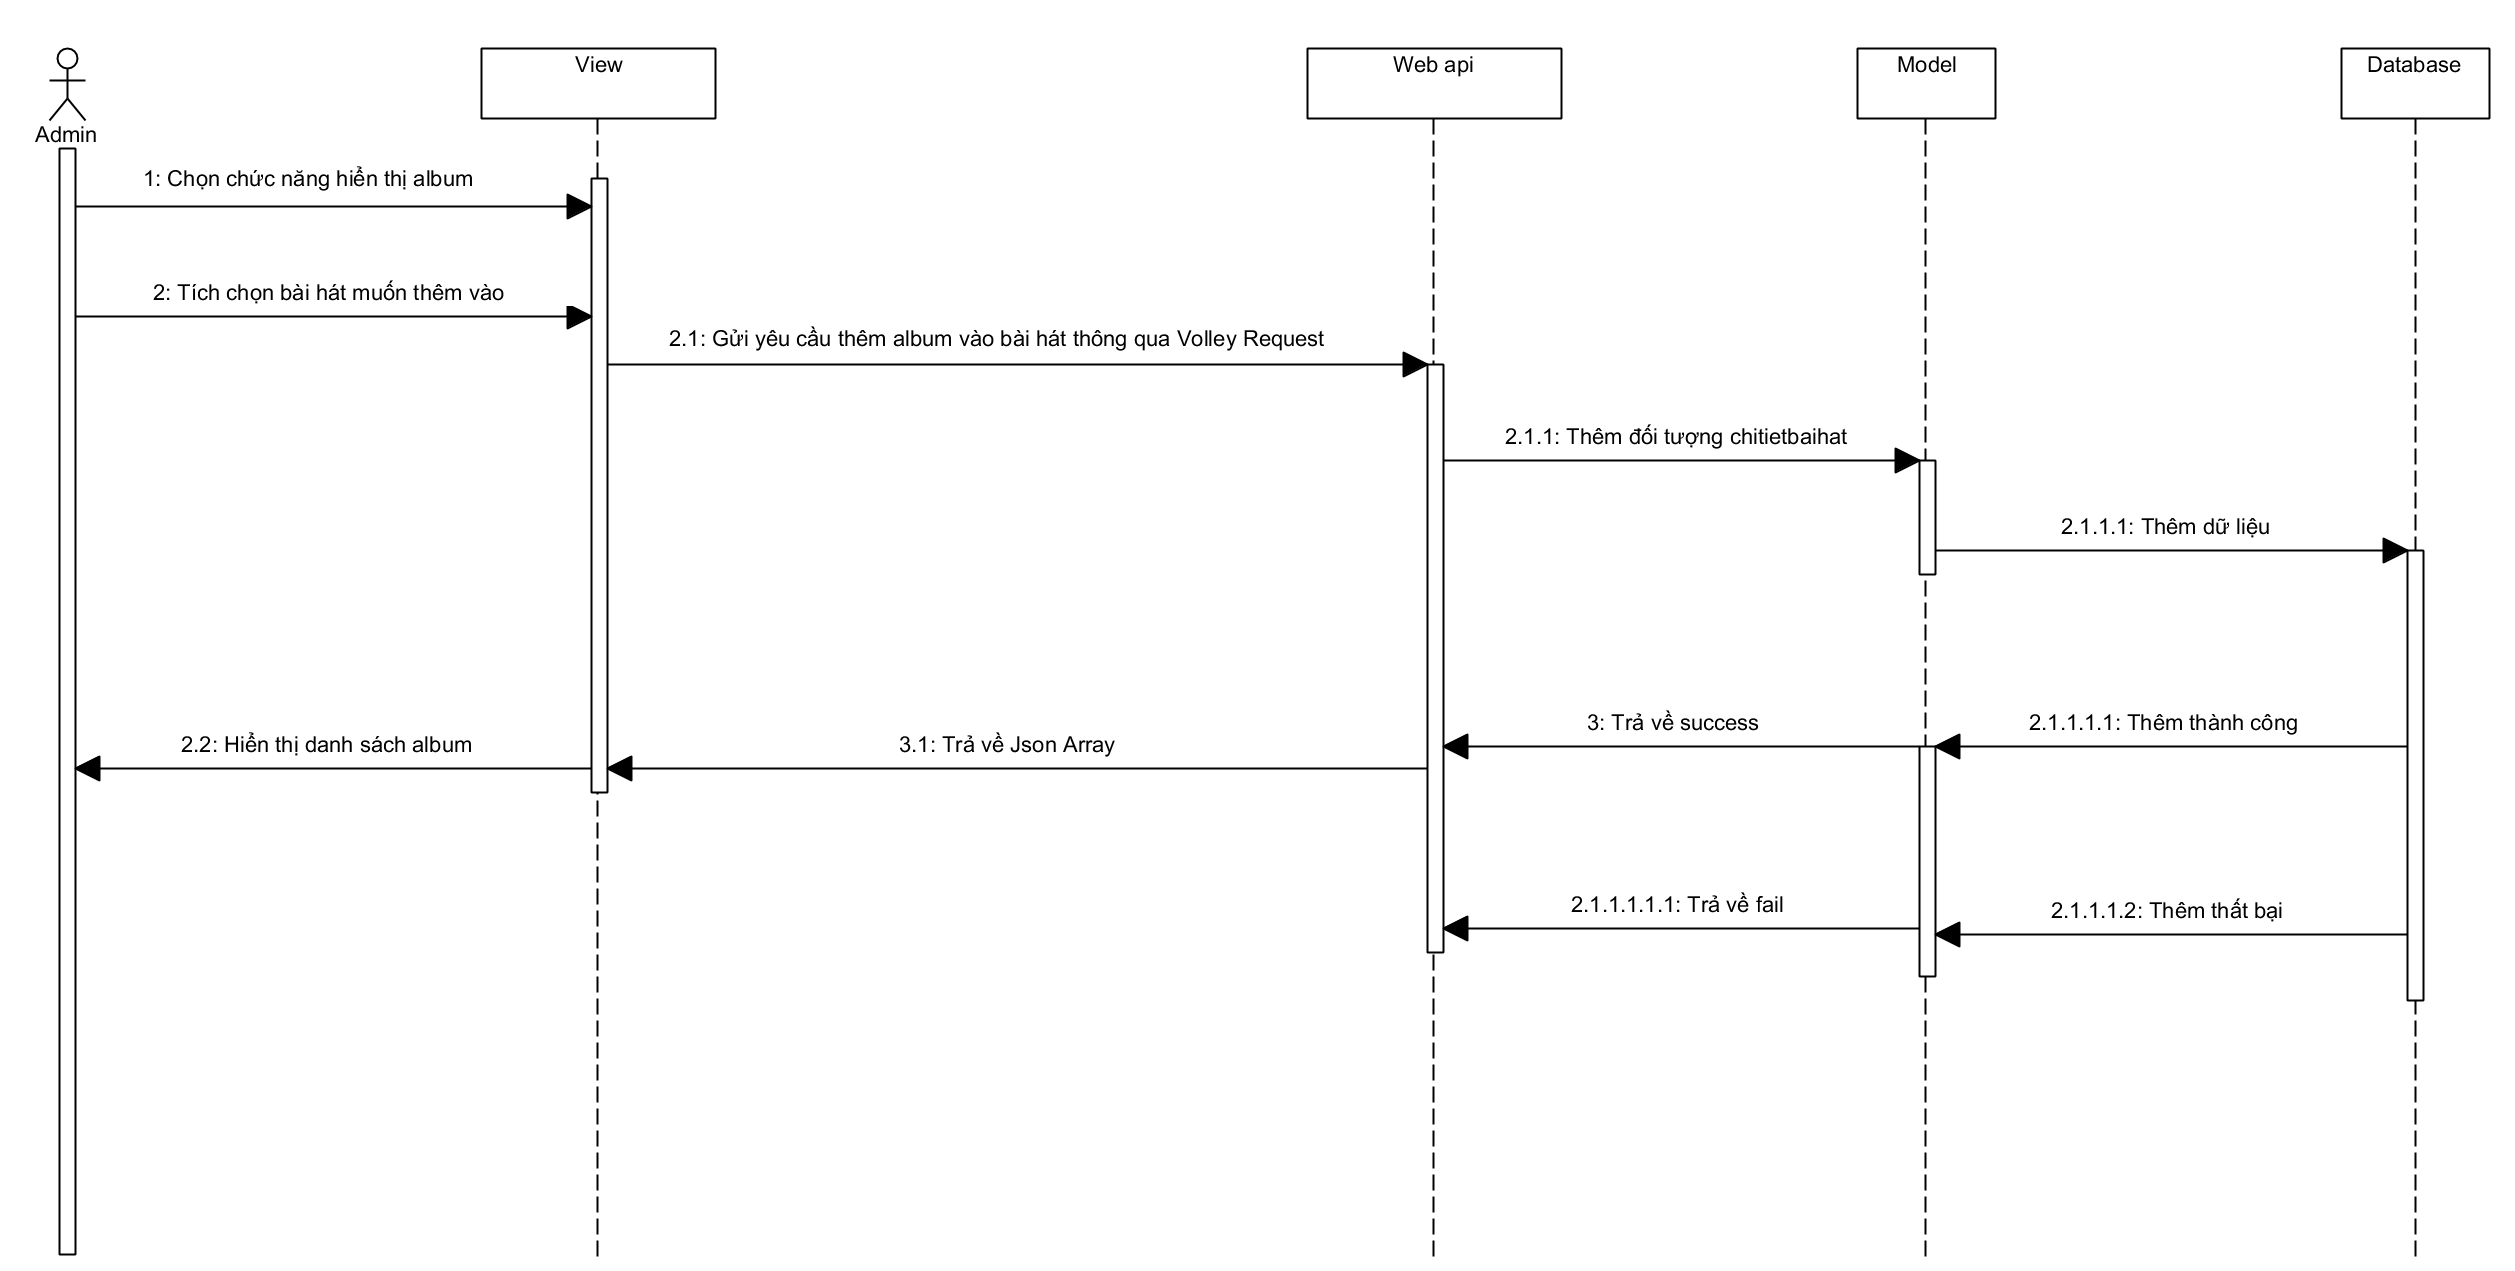 View
Web api
Model
Database
Admin
1: Chọn chức năng hiển thị album
2: Tích chọn bài hát muốn thêm vào
2.1: Gửi yêu cầu thêm album vào bài hát thông qua Volley Request
2.1.1: Thêm đối tượng chitietbaihat
2.1.1.1: Thêm dữ liệu
3: Trả về success
2.1.1.1.1: Thêm thành công
2.2: Hiển thị danh sách album
3.1: Trả về Json Array
2.1.1.1.1.1: Trả về fail
2.1.1.1.2: Thêm thất bại